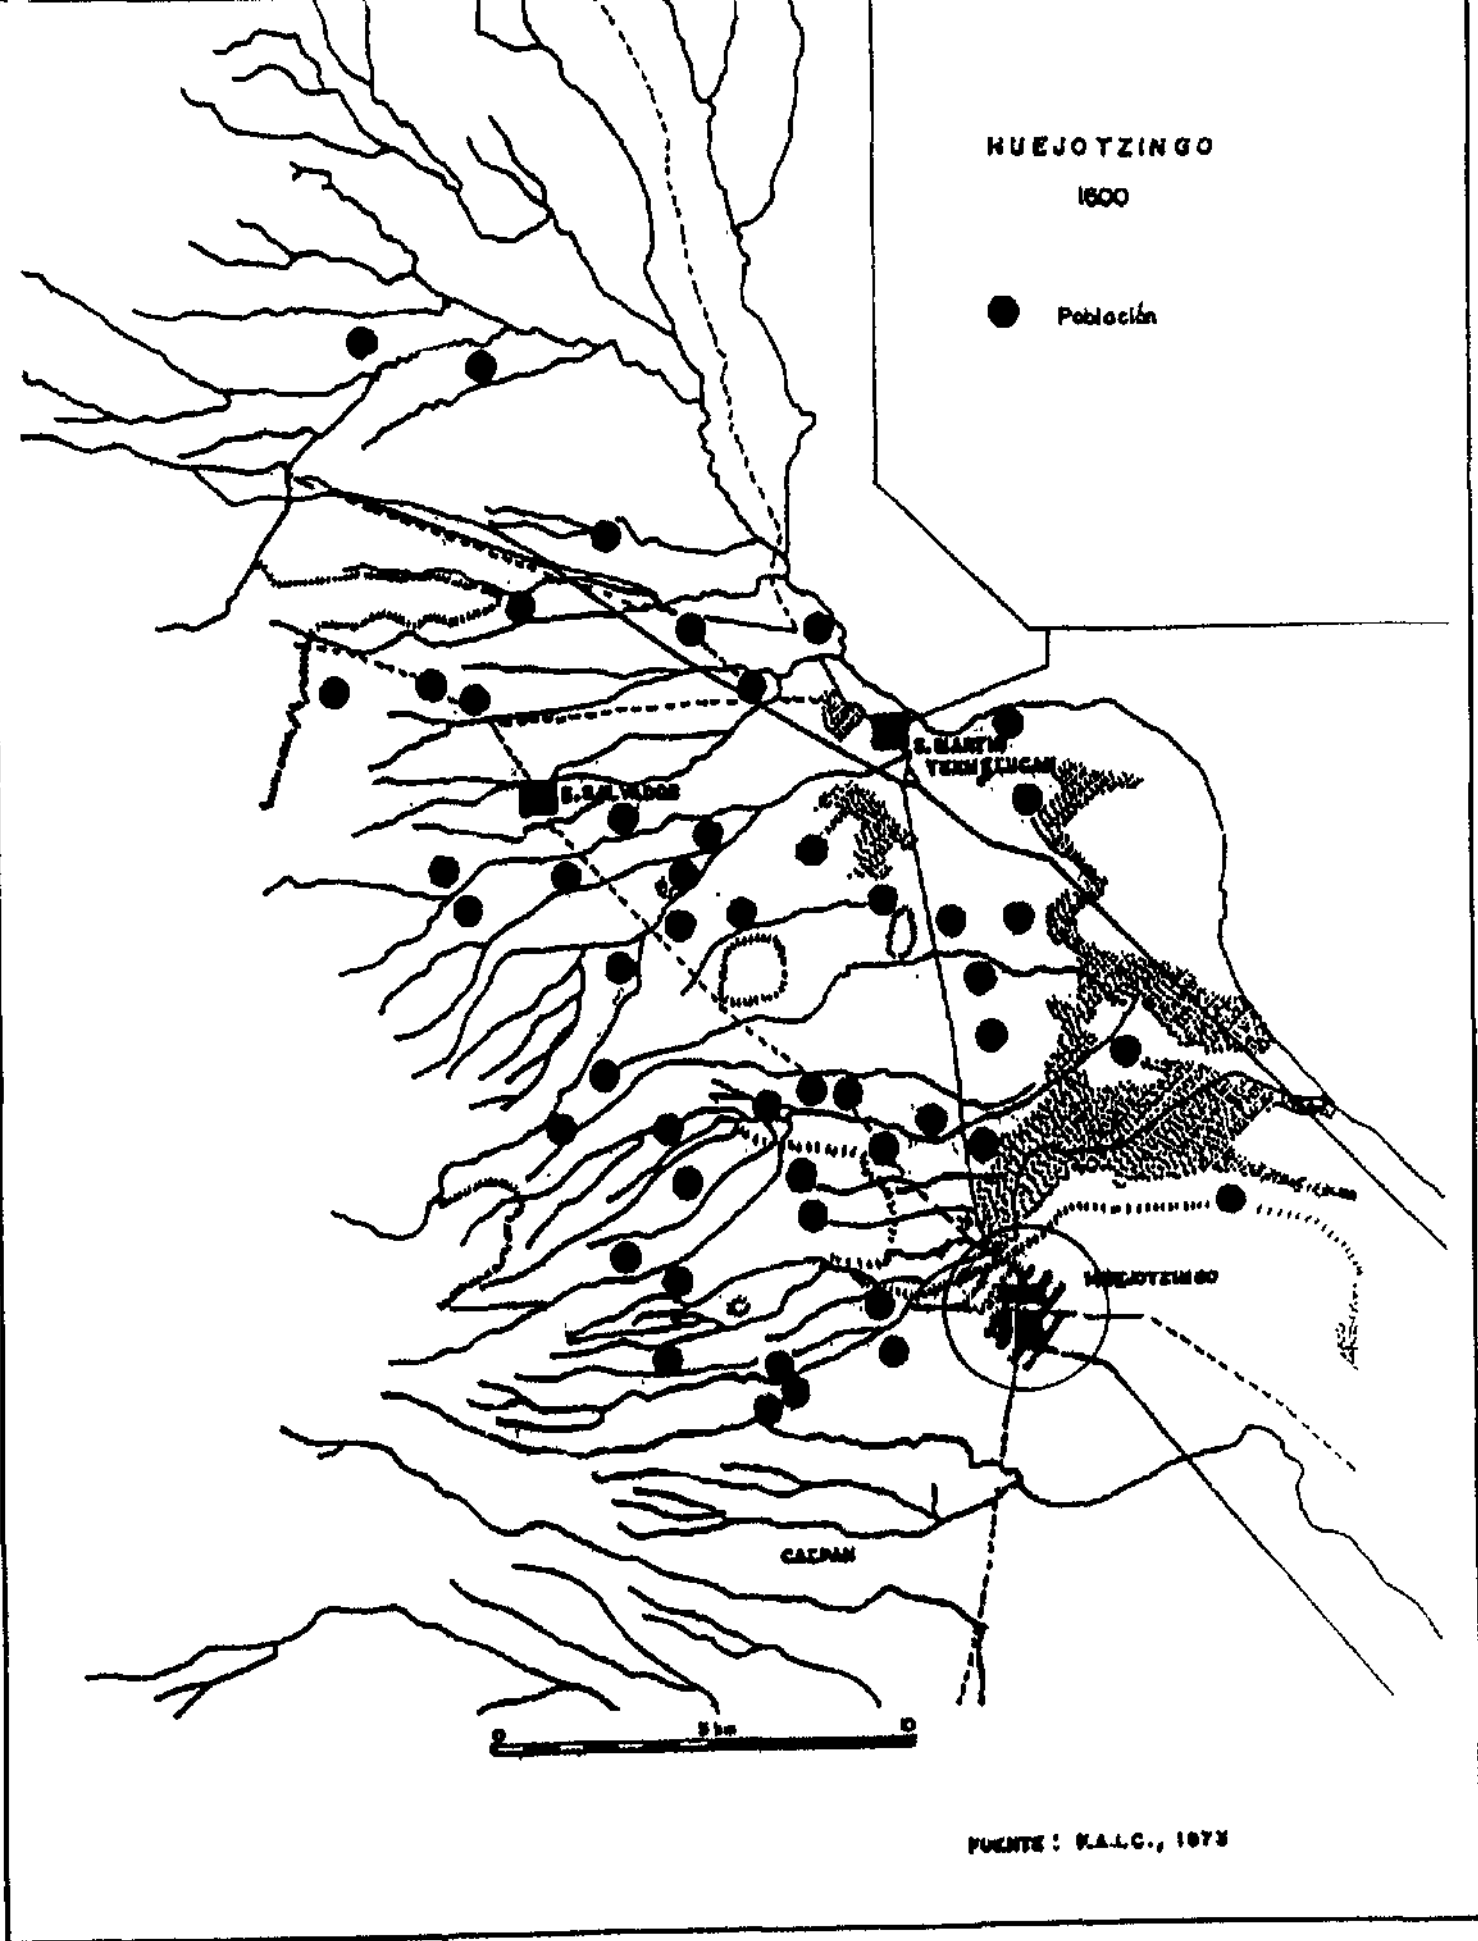 HUEJOTZINGO
1600
Población
S. MARTIN
TEXMELUCAN
S. SALVADOR
HUEJOTZINGO
CALPAN
0 5 km 10
FUENTE: F.A.I.C., 1973